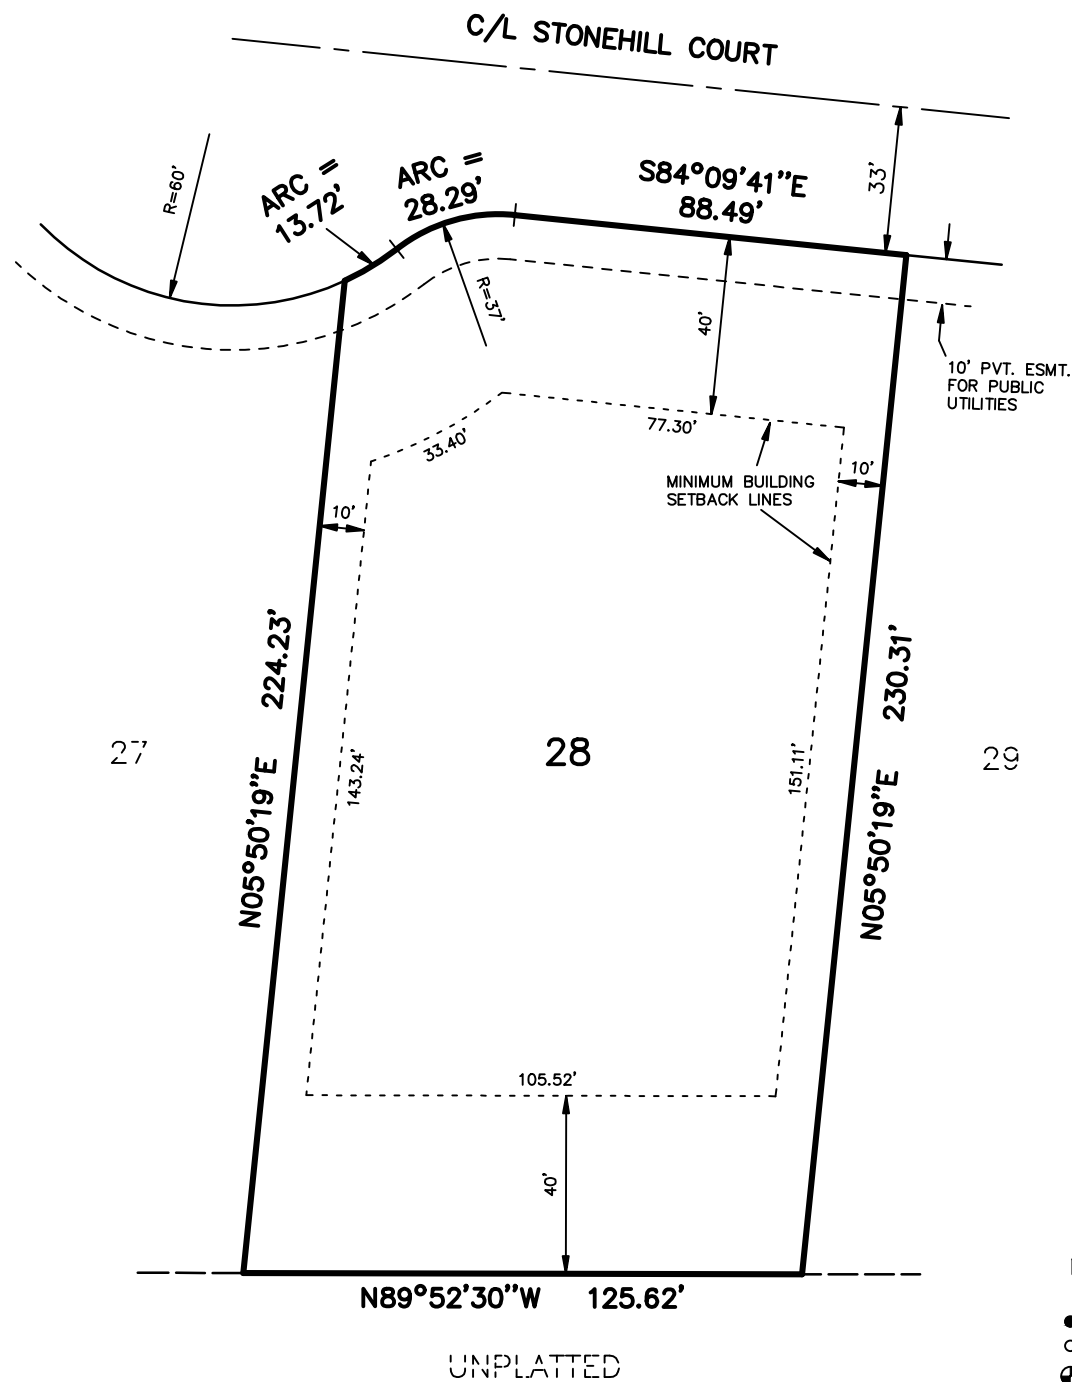 C/L STONEHILL COURT
R=60'
ARC =
13.72'
ARC =
28.29'
S84°09'41"E
88.49'
33'
R=37'
40'
10' PVT. ESMT.
FOR PUBLIC
UTILITIES
33.40'
77.30'
MINIMUM BUILDING
SETBACK LINES
10'
10'
N05°50'19"E 224.23'
143.24'
27
28
151.11'
N05°50'19"E 230.31'
29
105.52'
40'
N89°52'30"W 125.62'
UNPLATTED